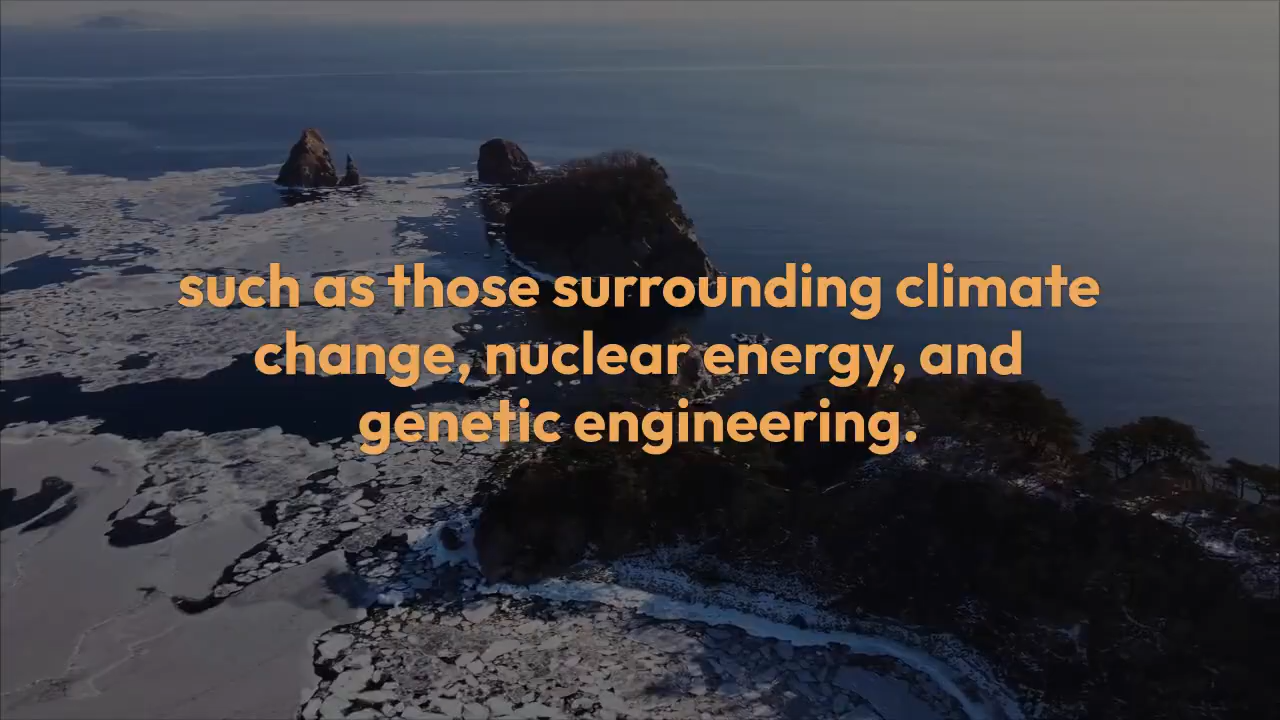 such as those surrounding climate
change, nuclear energy, and
genetic engineering.